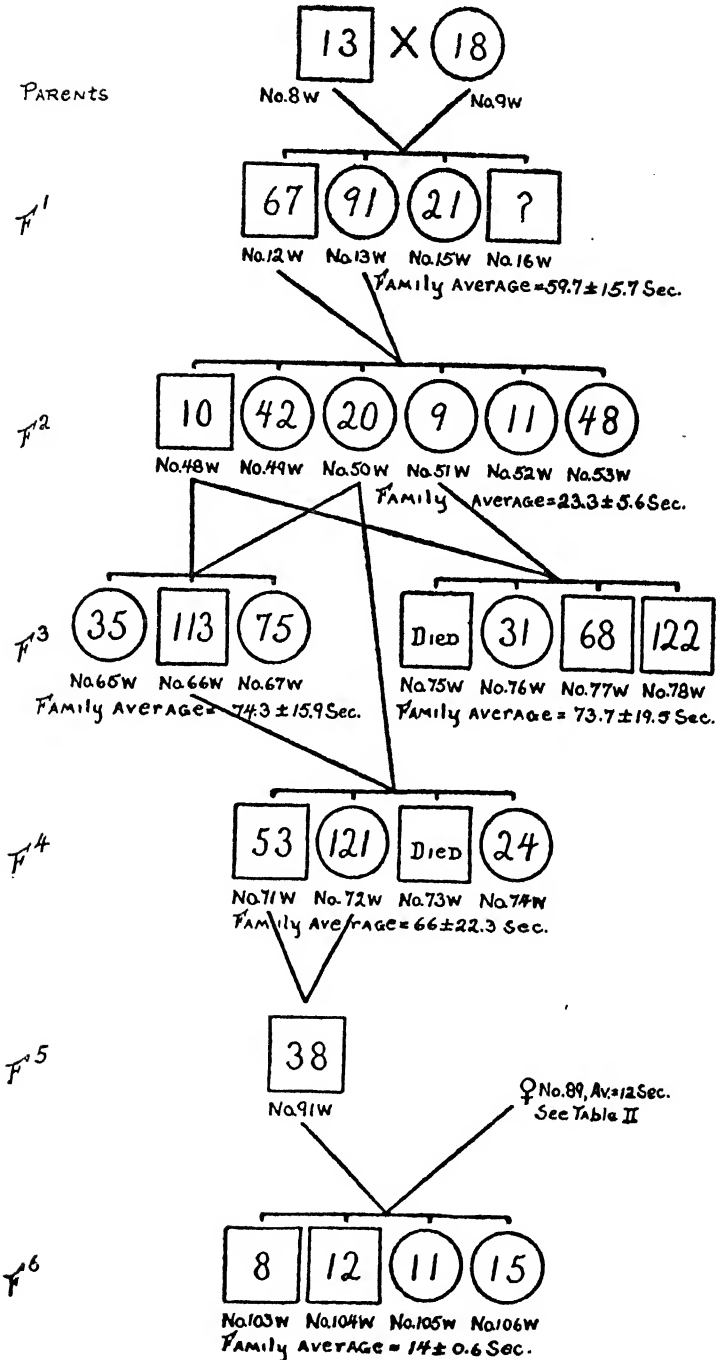 13 X 18
PARENTS
No.8W No.9W
F1
67 91 21 ?
No.12W No.13W No.15W No.16W
FAMILY AVERAGE=59.7±15.7 Sec.
F2
10 42 20 9 11 48
No.48W No.49W No.50W No.51W No.52W No.53W
FAMILY AVERAGE=23.3±5.6 Sec.
F3
35 113 75 DIED 31 68 122
No.65W No.66W No.67W No.75W No.76W No.77W No.78W
FAMILY AVERAGE= 74.3±15.9 Sec. FAMILY AVERAGE= 73.7±19.5 Sec.
F4
53 121 DIED 24
No.71W No.72W No.73W No.74W
FAMILY AVERAGE=66±22.3 Sec.
F5
38
No.91W
♀ No.89, Av.=12 Sec.
See Table II
F6
8 12 11 15
No.103W No.104W No.105W No.106W
FAMILY AVERAGE = 14±0.6 Sec.